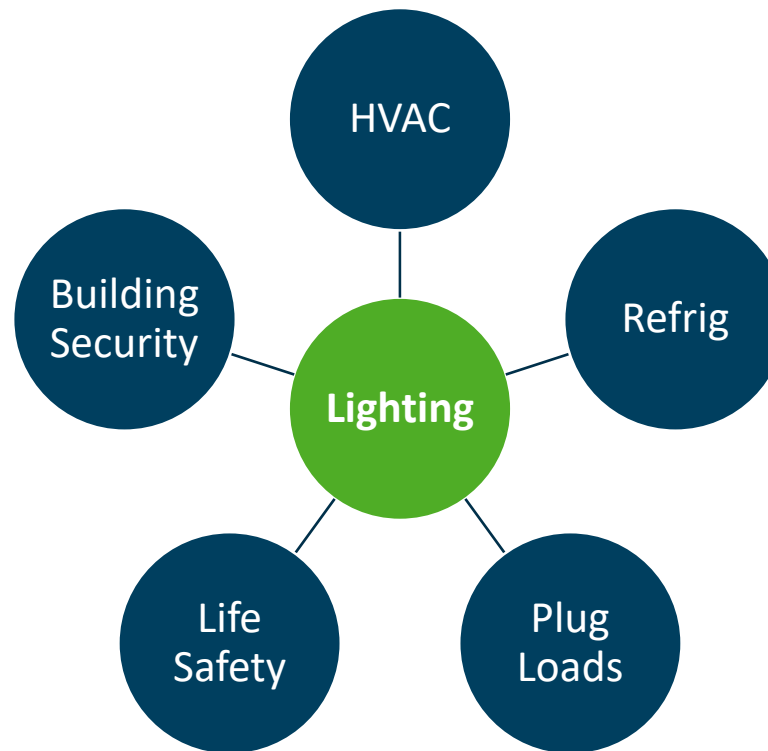 HVAC
Building
Security
Refrig
Lighting
Life
Safety
Plug
Loads